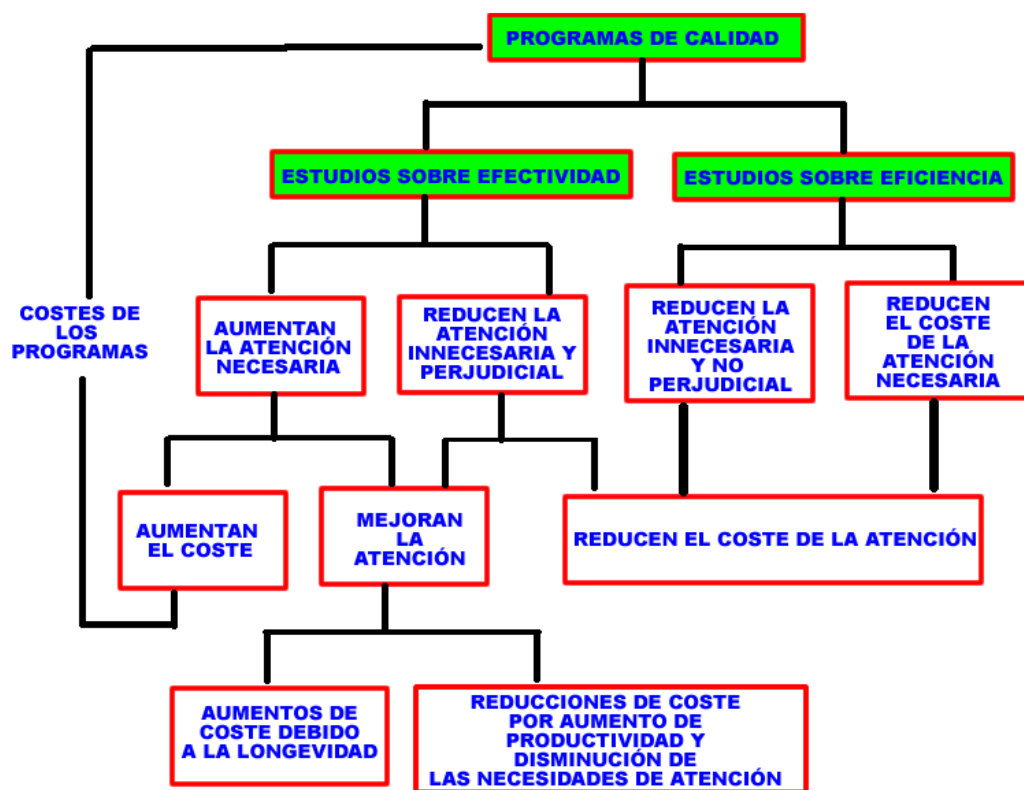 PROGRAMAS DE CALIDAD
ESTUDIOS SOBRE EFECTIVIDAD
ESTUDIOS SOBRE EFICIENCIA
COSTES DE
LOS
PROGRAMAS
AUMENTAN
LA ATENCIÓN
NECESARIA
REDUCEN LA
ATENCIÓN
INNECESARIA Y
PERJUDICIAL
REDUCEN LA
ATENCIÓN
INNECESARIA
Y NO
PERJUDICIAL
REDUCEN
EL COSTE
DE LA
ATENCIÓN
NECESARIA
AUMENTAN
EL COSTE
MEJORAN
LA
ATENCIÓN
REDUCEN EL COSTE DE LA ATENCIÓN
AUMENTOS DE
COSTE DEBIDO
A LA LONGEVIDAD
REDUCCIONES DE COSTE
POR AUMENTO DE
PRODUCTIVIDAD Y
DISMINUCIÓN DE
LAS NECESIDADES DE ATENCIÓN